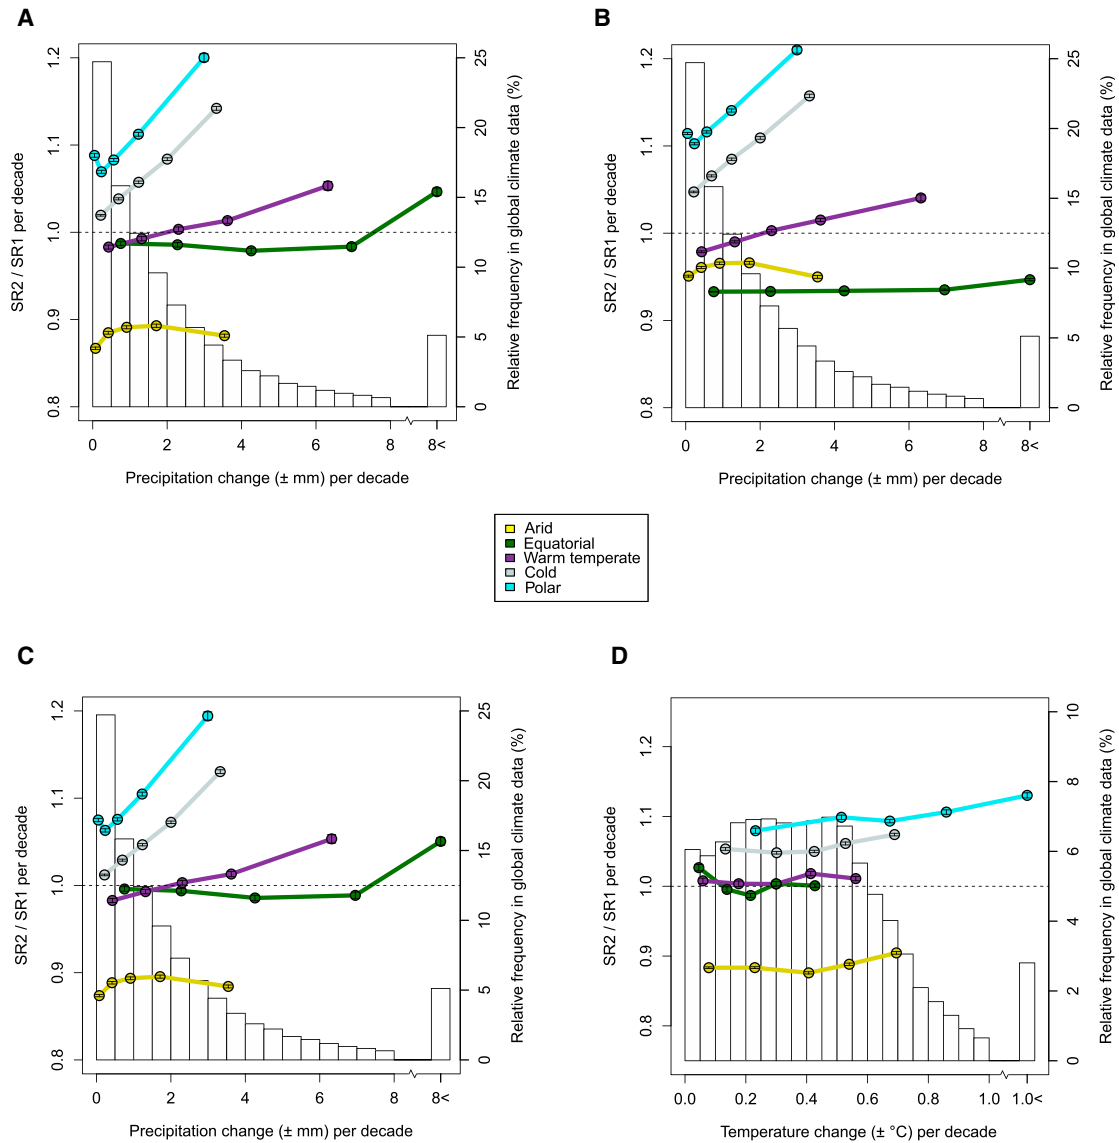 A
SR2 / SR1 per decade
0.8 0.9 1.0 1.1 1.2
0 2 4 6 8 8<
Precipitation change (± mm) per decade
0 5 10 15 20 25
Relative frequency in global climate data (%)
B
SR2 / SR1 per decade
0.8 0.9 1.0 1.1 1.2
0 2 4 6 8 8<
Precipitation change (± mm) per decade
0 5 10 15 20 25
Relative frequency in global climate data (%)
Arid
Equatorial
Warm temperate
Cold
Polar
C
SR2 / SR1 per decade
0.8 0.9 1.0 1.1 1.2
0 2 4 6 8 8<
Precipitation change (± mm) per decade
0 5 10 15 20 25
Relative frequency in global climate data (%)
D
SR2 / SR1 per decade
0.8 0.9 1.0 1.1 1.2
0.0 0.2 0.4 0.6 0.8 1.0 1.0<
Temperature change (± °C) per decade
0 2 4 6 8 10
Relative frequency in global climate data (%)